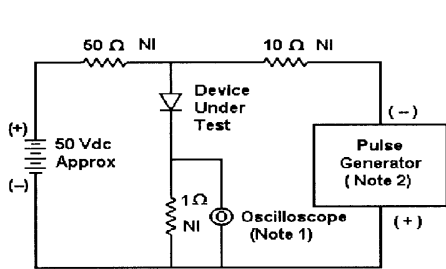 50 Ω NI
10 Ω NI
Device
Under
Test
(−)
(+)
50 Vdc
Approx
(−)
Pulse
Generator
( Note 2)
1Ω
NI
Oscilloscope
(Note 1)
(+)